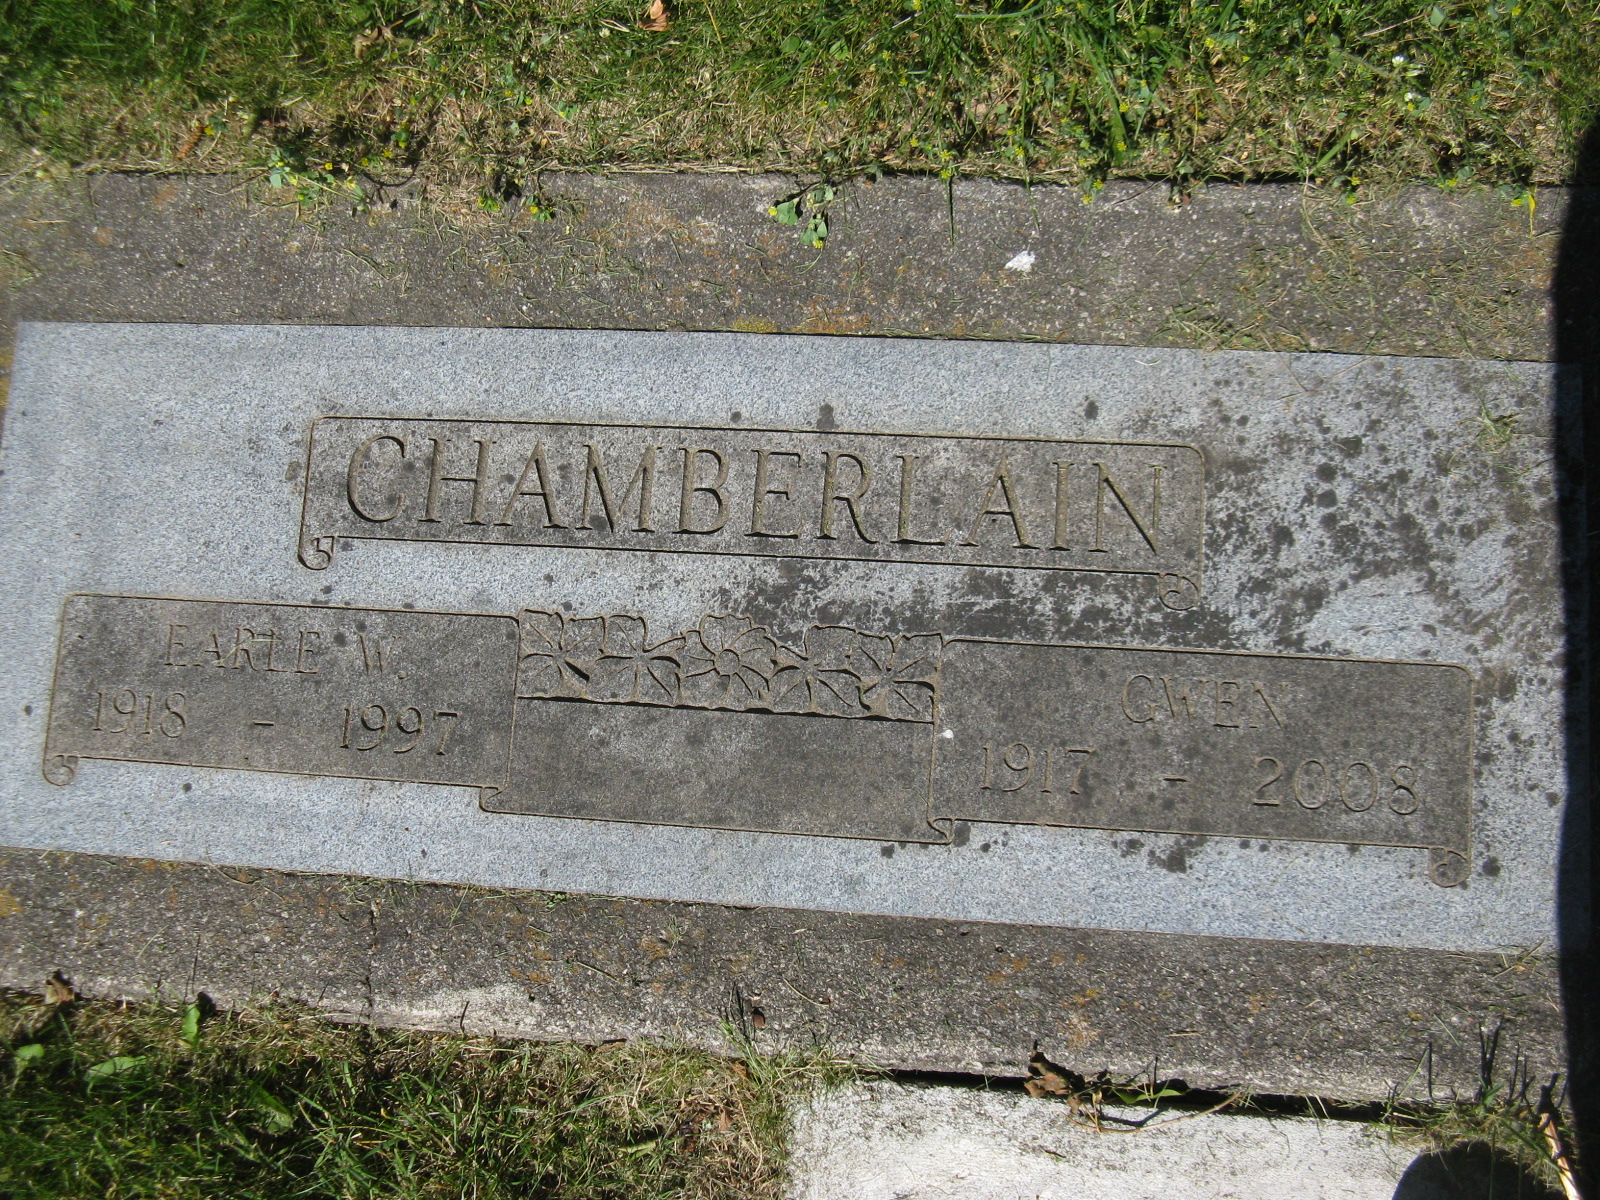 CHAMBERLAIN
EARLE W.
1918 - 1997
GWEN
1917 - 2008